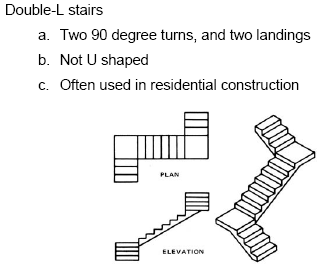 Double-L stairs
a. Two 90 degree turns, and two landings
b. Not U shaped
c. Often used in residential construction
PLAN
ELEVATION